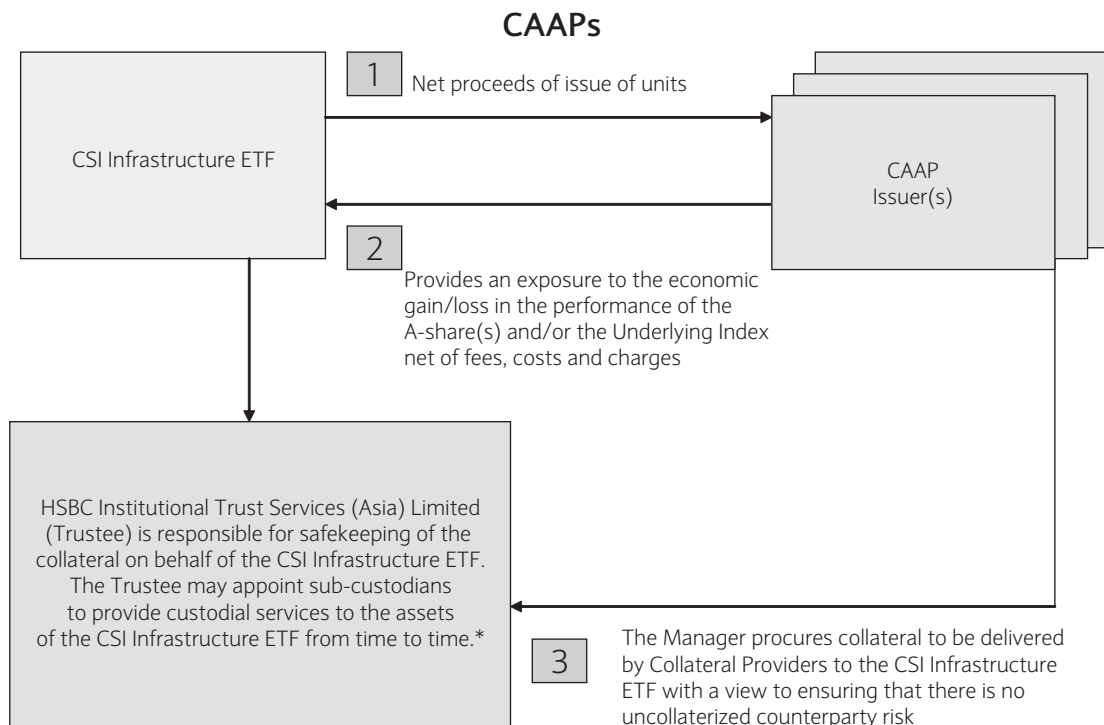 CAAPs
1
Net proceeds of issue of units
CSI Infrastructure ETF
CAAP
Issuer(s)
2
Provides an exposure to the economic
gain/loss in the performance of the
A-share(s) and/or the Underlying Index
net of fees, costs and charges
HSBC Institutional Trust Services (Asia) Limited
(Trustee) is responsible for safekeeping of the
collateral on behalf of the CSI Infrastructure ETF.
The Trustee may appoint sub-custodians
to provide custodial services to the assets
of the CSI Infrastructure ETF from time to time.*
3
The Manager procures collateral to be delivered
by Collateral Providers to the CSI Infrastructure
ETF with a view to ensuring that there is no
uncollaterized counterparty risk